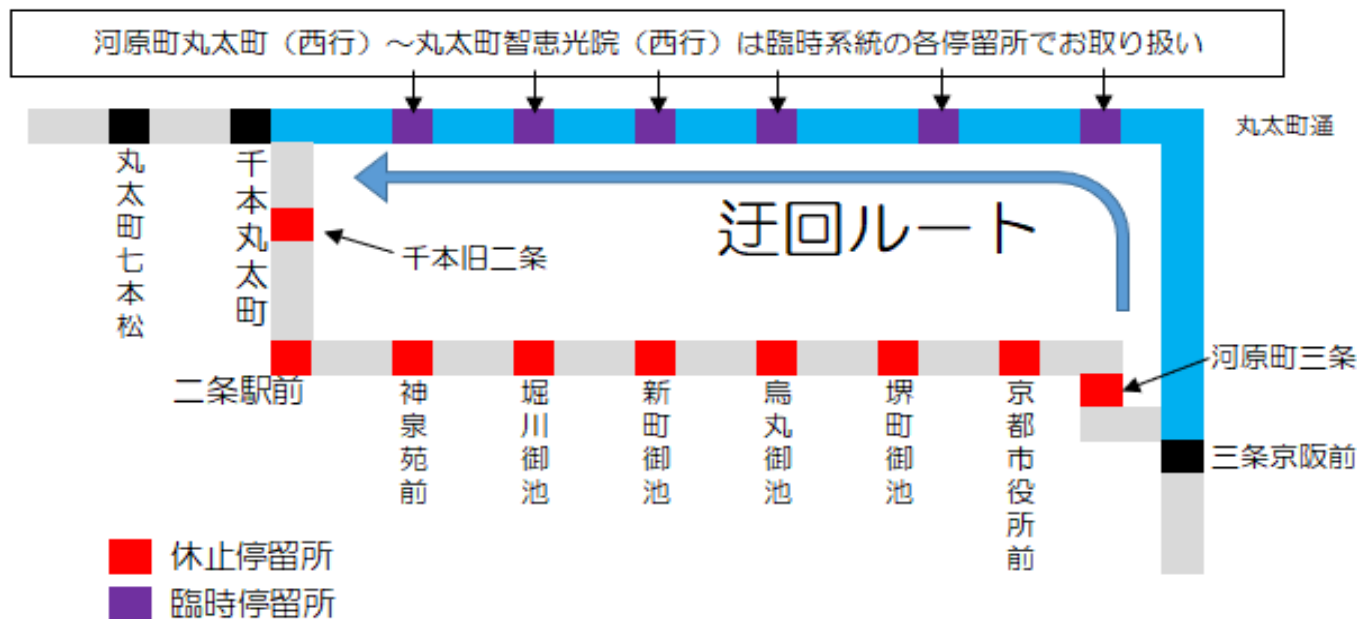 河原町丸太町（西行）～丸太町智恵光院（西行）は臨時系統の各停留所でお取り扱い
丸太町通
丸太町七本松
千本丸太町
迂回ルート
千本旧二条
河原町三条
二条駅前
神泉苑前
堀川御池
新町御池
烏丸御池
堺町御池
京都市役所前
三条京阪前
休止停留所
臨時停留所